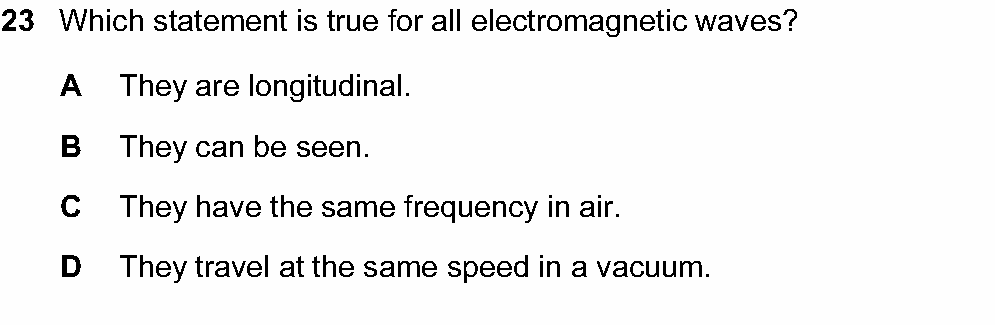 23 Which statement is true for all electromagnetic waves?
A They are longitudinal.
B They can be seen.
C They have the same frequency in air.
D They travel at the same speed in a vacuum.